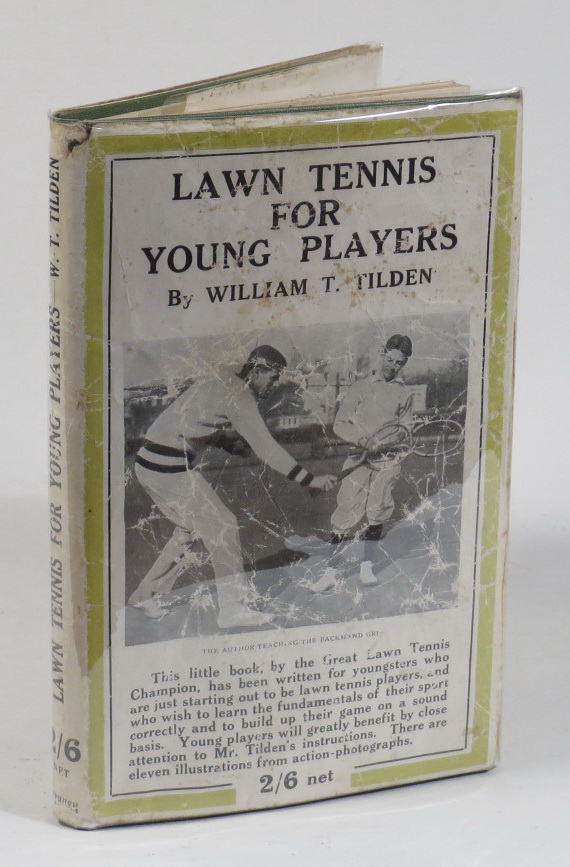 LAWN TENNIS
FOR
YOUNG PLAYERS
By WILLIAM T. TILDEN
THE AUTHOR TEACHING THE BACKHAND GRIP
This little book, by the Great Lawn Tennis
Champion, has been written for youngsters who
are just starting out to be lawn tennis players, and
who wish to learn the fundamentals of their sport
correctly and to build up their game on a sound
basis. Young players will greatly benefit by close
attention to Mr. Tilden's instructions. There are
eleven illustrations from action-photographs.
2/6 net
LAWN TENNIS FOR YOUNG PLAYERS W. T. TILDEN
2/6
NET